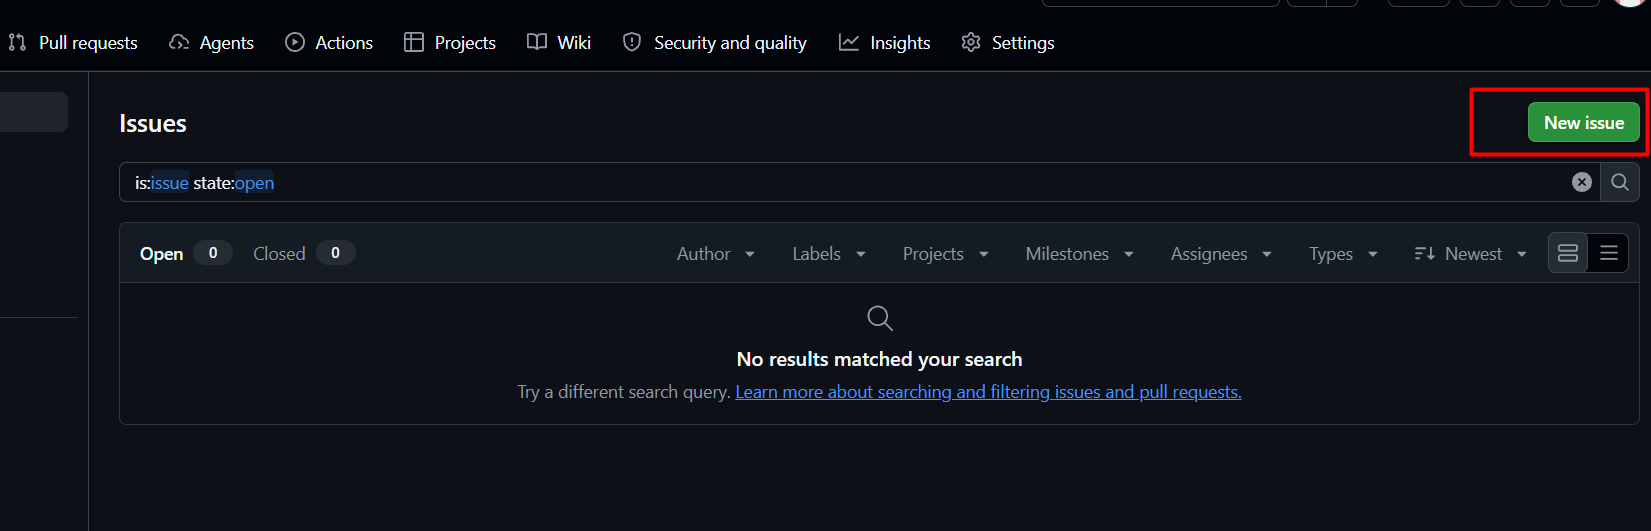 Pull requests Agents Actions Projects Wiki Security and quality Insights Settings
Issues
New issue
is:issue state:open
Open 0 Closed 0 Author Labels Projects Milestones Assignees Types Newest
No results matched your search
Try a different search query. Learn more about searching and filtering issues and pull requests.